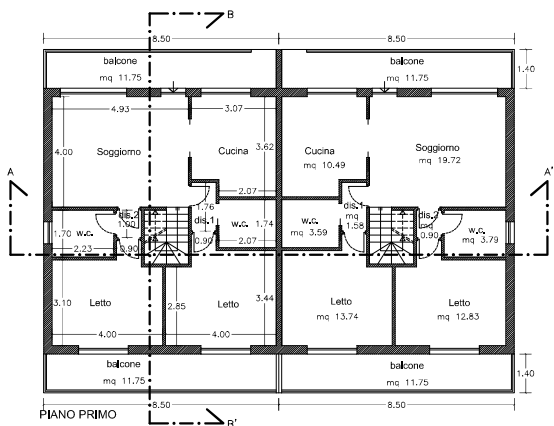 B
8.50 8.50
balcone balcone
mq 11.75 mq 11.75
1.40
4.93 3.07
4.00 3.62
Soggiorno Cucina Cucina Soggiorno
mq 10.49 mq 19.72
A A'
2.07
1.76
dis.2 dis.1 dis.1 dis.2
1.00 mq mq
1.70 w.c. 1.74 w.c. w.c. w.c.
0.90 0.90 mq 3.59 1.58 0.90 mq 3.79
2.23 2.07
3.10 2.85 3.44
Letto Letto Letto Letto
mq 13.74 mq 12.83
4.00 4.00
balcone balcone
mq 11.75 mq 11.75
1.40
PIANO PRIMO
8.50 B' 8.50